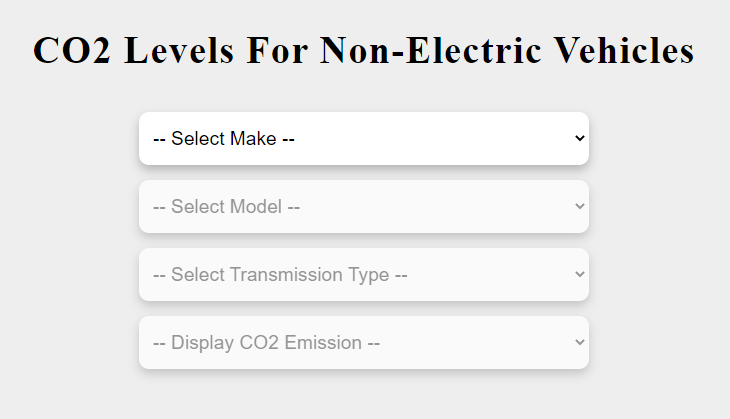 CO2 Levels For Non-Electric Vehicles
-- Select Make --
-- Select Model --
-- Select Transmission Type --
-- Display CO2 Emission --